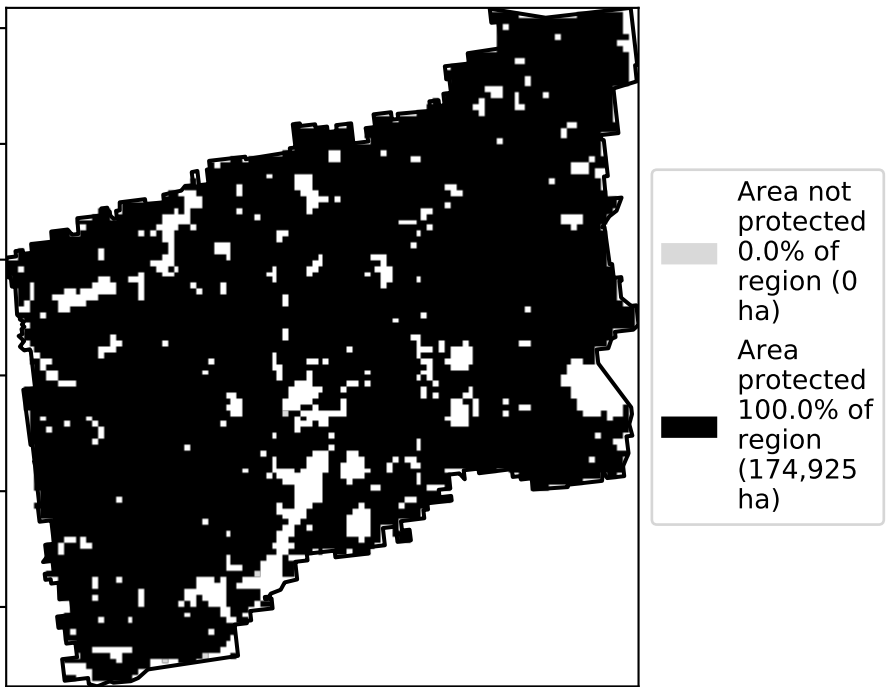 Area not
protected
0.0% of
region (0
ha)
Area
protected
100.0% of
region
(174,925
ha)